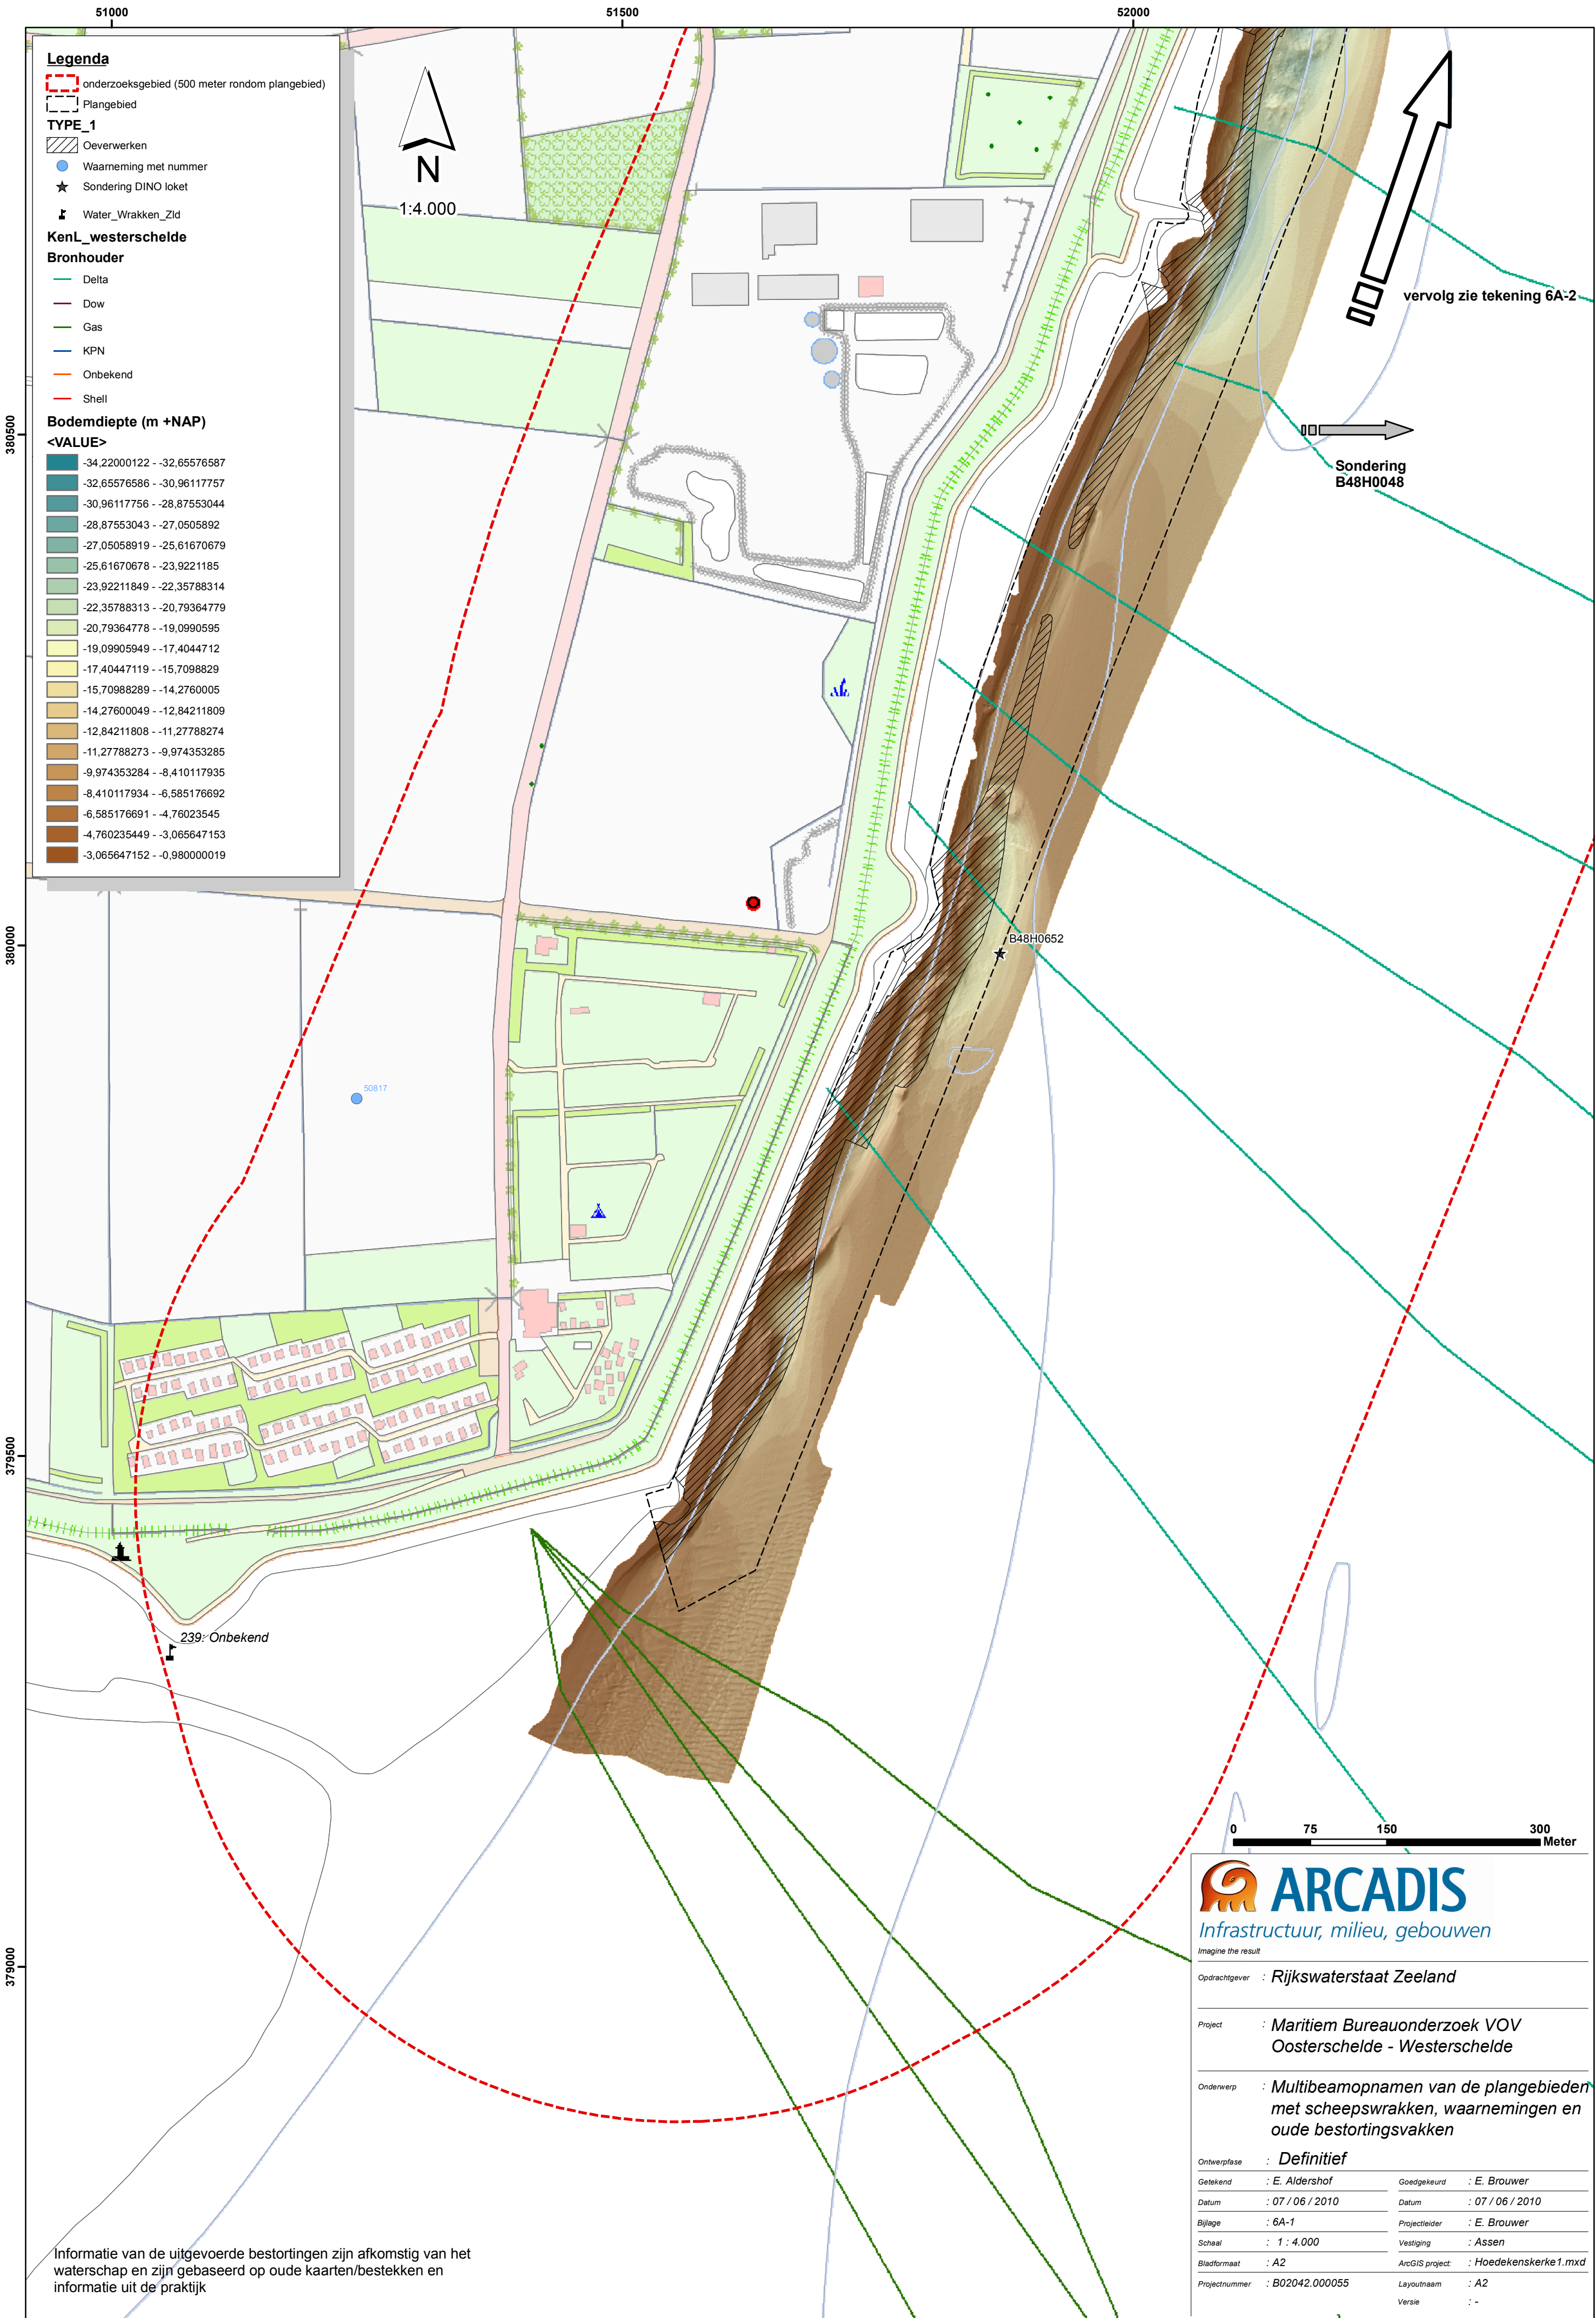 51000
51500
52000
380500
380000
379500
379000
Legenda
onderzoeksgebied (500 meter rondom plangebied)
Plangebied
TYPE_1
Oeverwerken
Waarneming met nummer
Sondering DINO loket
Water_Wrakken_Zld
KenL_westerschelde
Bronhouder
Delta
Dow
Gas
KPN
Onbekend
Shell
Bodemdiepte (m +NAP)
<VALUE>
-34,22000122 - -32,65576587
-32,65576586 - -30,96117757
-30,96117756 - -28,87553044
-28,87553043 - -27,0505892
-27,05058919 - -25,61670679
-25,61670678 - -23,9221185
-23,92211849 - -22,35788314
-22,35788313 - -20,79364779
-20,79364778 - -19,0990595
-19,09905949 - -17,4044712
-17,40447119 - -15,7098829
-15,70988289 - -14,2760005
-14,27600049 - -12,84211809
-12,84211808 - -11,27788274
-11,27788273 - -9,974353285
-9,974353284 - -8,410117935
-8,410117934 - -6,585176692
-6,585176691 - -4,76023545
-4,760235449 - -3,065647153
-3,065647152 - -0,980000019
N
1:4.000
vervolg zie tekening 6A-2
Sondering
B48H0048
B48H0652
50817
239: Onbekend
0 75 150 300
Meter
ARCADIS
Infrastructuur, milieu, gebouwen
Imagine the result
Opdrachtgever : Rijkswaterstaat Zeeland
Project : Maritiem Bureauonderzoek VOV
Oosterschelde - Westerschelde
Onderwerp : Multibeamopnamen van de plangebieden
met scheepswrakken, waarnemingen en
oude bestortingsvakken
Ontwerpfase : Definitief
Getekend : E. Aldershof Goedgekeurd : E. Brouwer
Datum : 07 / 06 / 2010 Datum : 07 / 06 / 2010
Bijlage : 6A-1 Projectleider : E. Brouwer
Schaal : 1 : 4.000 Vestiging : Assen
Bladformaat : A2 ArcGIS project: : Hoedekenskerke1.mxd
Projectnummer : B02042.000055 Layoutnaam : A2
Versie : -
Informatie van de uitgevoerde bestortingen zijn afkomstig van het
waterschap en zijn gebaseerd op oude kaarten/bestekken en
informatie uit de praktijk